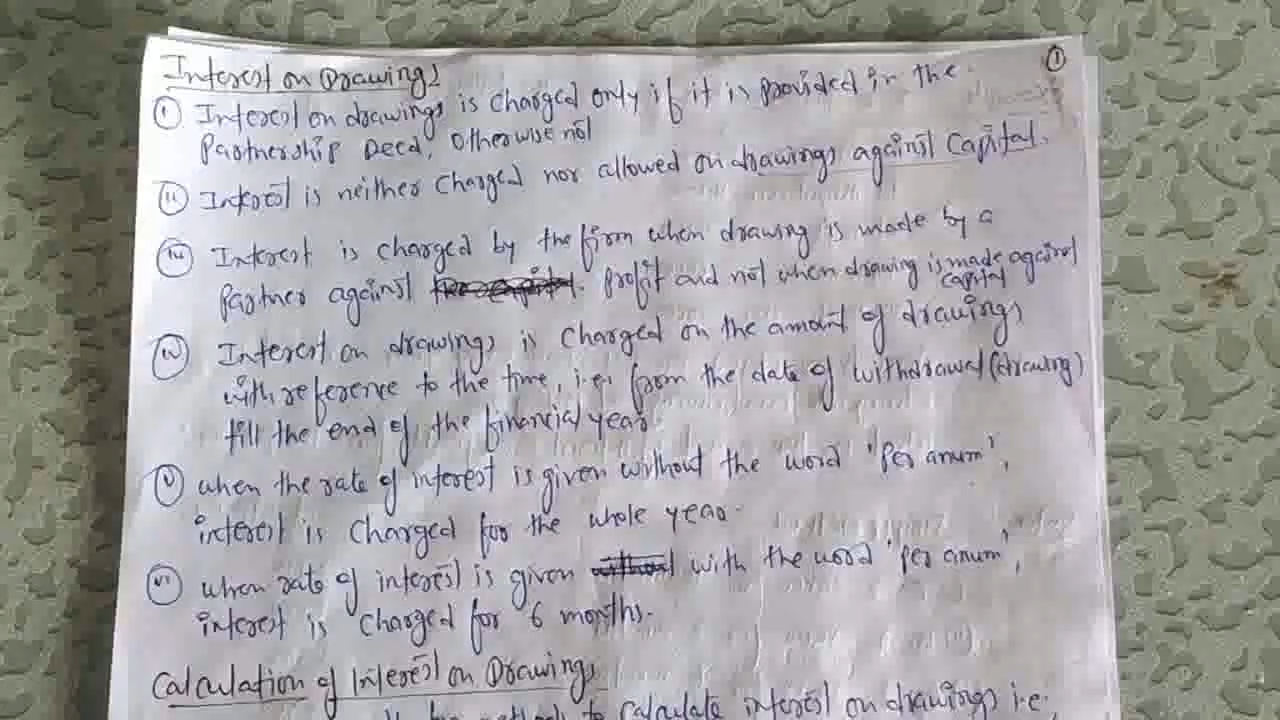 ①
Interest on Drawings
(i) Interest on drawings is charged only if it is provided in the
Partnership Deed, Otherwise not
(ii) Interest is neither charged nor allowed on drawings against Capital.
(iii) Interest is charged by the firm when drawing is made by a
Partner against profit and not when drawing is made against
capital
(iv) Interest on drawings is charged on the amount of drawings
with reference to the time, i.e. from the date of withdrawal (drawing)
till the end of the financial year.
(v) when the rate of interest is given without the word 'Per anum',
interest is charged for the whole year.
(vi) when rate of interest is given with the word 'per anum',
interest is charged for 6 months.
Calculation of Interest on Drawings
to calculate interest on drawings i.e.